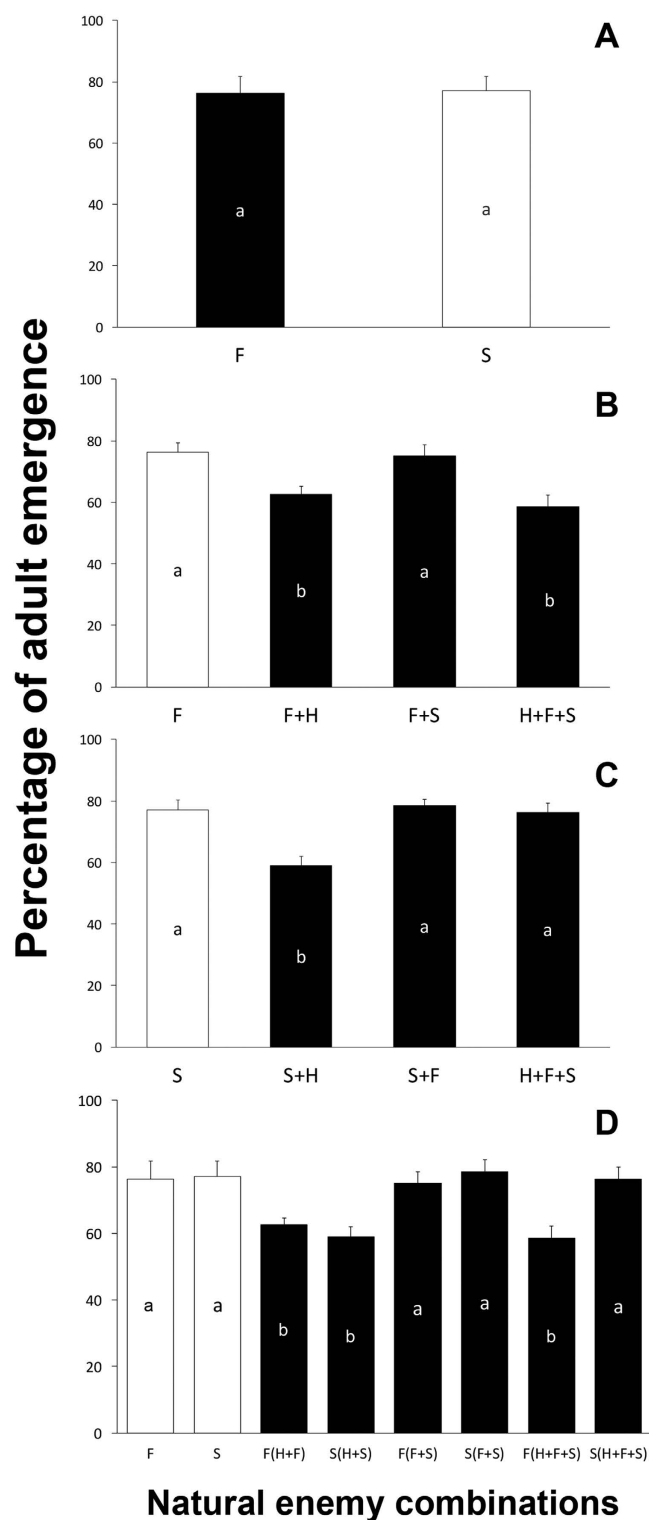 Percentage of adult emergence
A
100
80
60
40
20
0
a
a
F
S
B
100
80
60
40
20
0
a
b
a
b
F
F+H
F+S
H+F+S
C
100
80
60
40
20
0
a
b
a
a
S
S+H
S+F
H+F+S
D
100
80
60
40
20
0
a
a
b
b
a
a
b
a
F
S
F(H+F)
S(H+S)
F(F+S)
S(F+S)
F(H+F+S)
S(H+F+S)
Natural enemy combinations